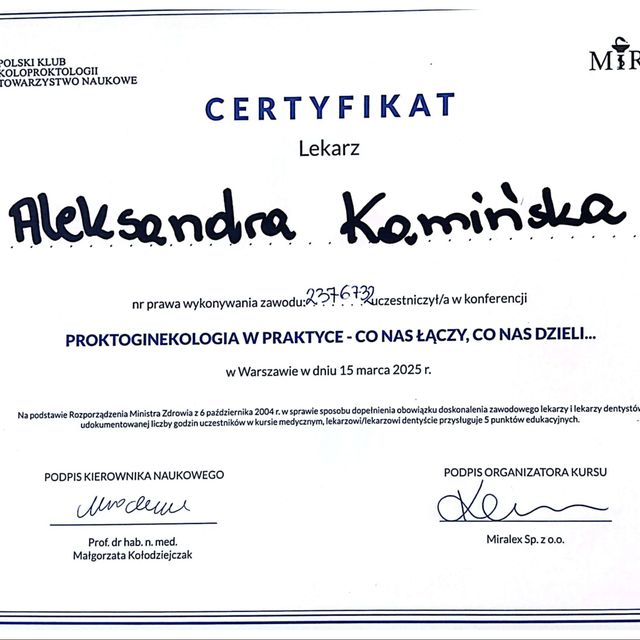 POLSKI KLUB
KOLOPROKTOLOGII
TOWARZYSTWO NAUKOWE
MIR
CERTYFIKAT
Lekarz
Aleksandra Kamińska
nr prawa wykonywania zawodu: 2376732 uczestniczył/a w konferencji
PROKTOGINEKOLOGIA W PRAKTYCE - CO NAS ŁĄCZY, CO NAS DZIELI...
w Warszawie w dniu 15 marca 2025 r.
Na podstawie Rozporządzenia Ministra Zdrowia z 6 października 2004 r. w sprawie sposobu dopełnienia obowiązku doskonalenia zawodowego lekarzy i lekarzy dentystów
udokumentowanej liczby godzin uczestników w kursie medycznym, lekarzowi/lekarzowi dentyście przysługuje 5 punktów edukacyjnych.
PODPIS KIEROWNIKA NAUKOWEGO
PODPIS ORGANIZATORA KURSU
Prof. dr hab. n. med.
Małgorzata Kołodziejczak
Miralex Sp. z o.o.